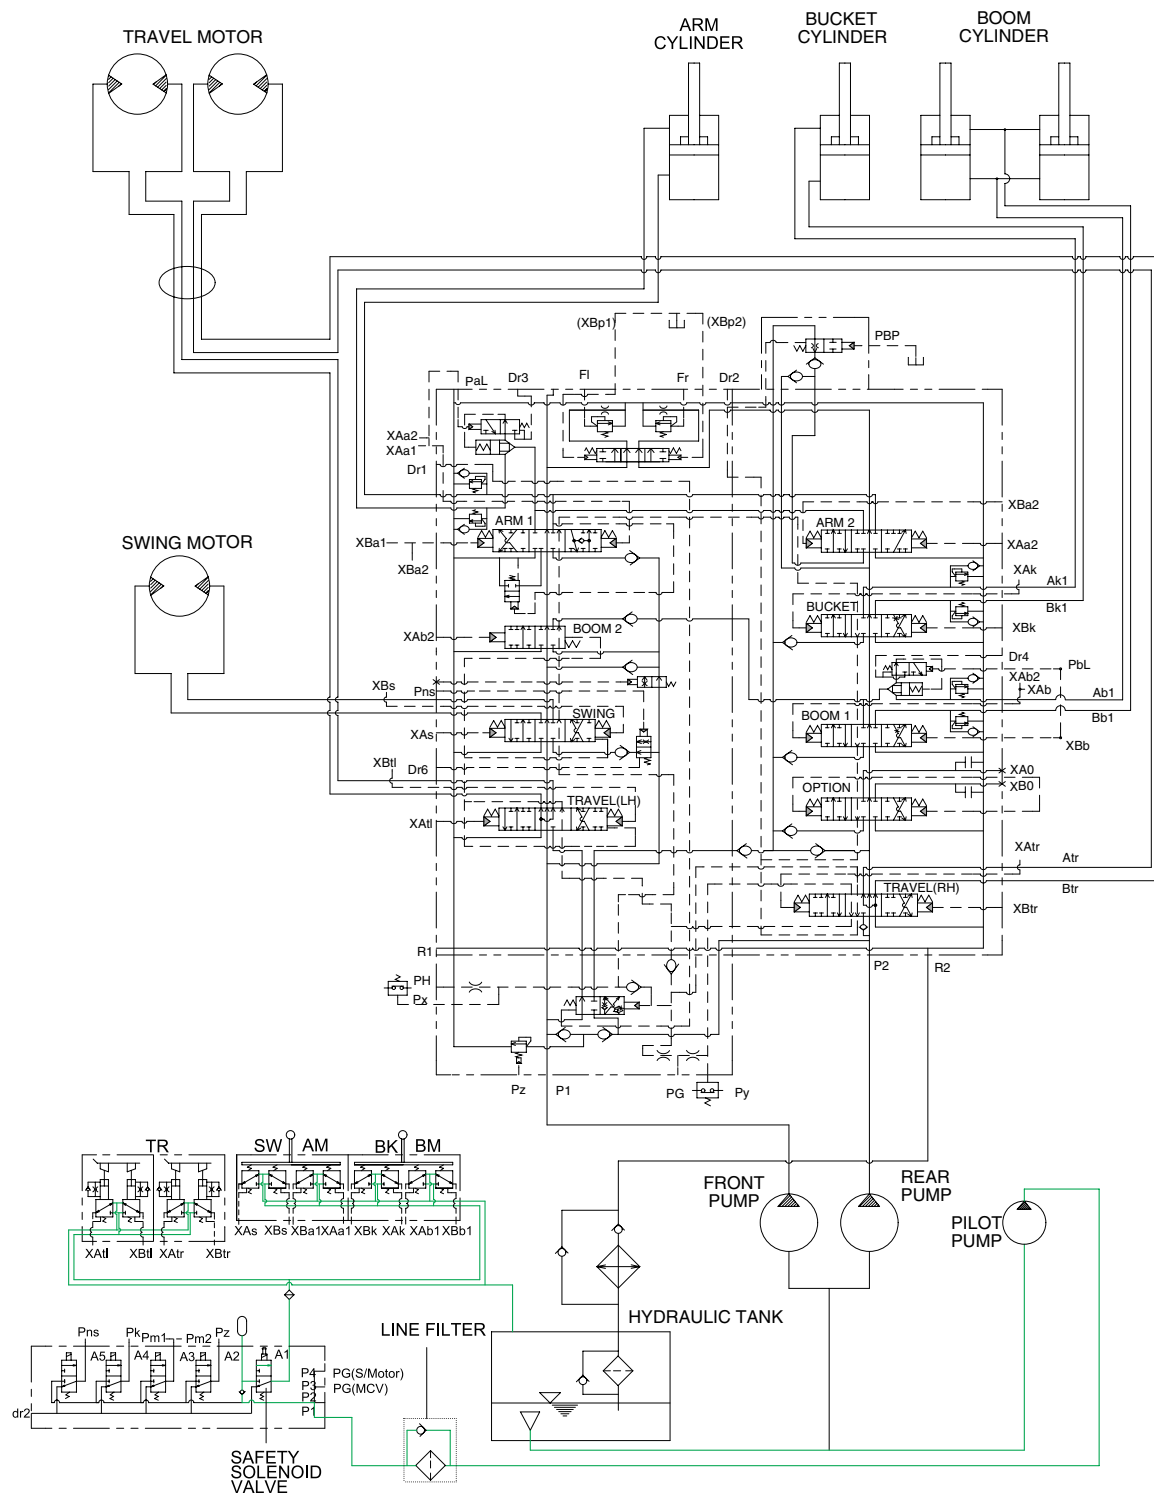 TRAVEL MOTOR
ARM
CYLINDER
BUCKET
CYLINDER
BOOM
CYLINDER
(XBp1)
(XBp2)
PBP
PaL
Dr3
Fl
Fr
Dr2
XAa2
XAa1
Dr1
ARM 1
ARM 2
XBa2
SWING MOTOR
XBa1
XBa2
XAa2
XAk
Ak1
Bk1
BUCKET
XAb2
BOOM 2
XBk
Dr4
PbL
XBs
Pns
XAb2
XAb
Ab1
SWING
BOOM 1
Bb1
XAs
XBb
XBtl
Dr6
XA0
OPTION
XB0
TRAVEL(LH)
XAtl
XAtr
Atr
TRAVEL(RH)
Btr
XBtr
R1
P2
R2
PH
Px
Pz
P1
PG
Py
TR
SW
AM
BK
BM
FRONT
PUMP
REAR
PUMP
PILOT
PUMP
XAs
XBs
XBa1
XAa1
XBk
XAk
XAb1
XBb1
XAtl
XBtl
XAtr
XBtr
LINE FILTER
HYDRAULIC TANK
Pns
Pk
Pm1
Pm2
Pz
A5
A4
A3
A2
A1
P4
PG(S/Motor)
P3
PG(MCV)
P2
P1
dr2
SAFETY
SOLENOID
VALVE